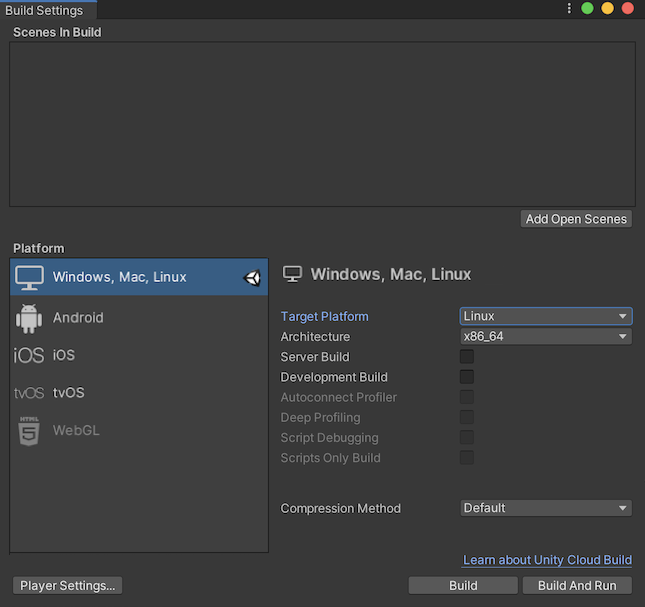 Build Settings
Scenes In Build
Add Open Scenes
Platform
Windows, Mac, Linux
Android
iOS iOS
tvOS tvOS
HTML 5 WebGL
Windows, Mac, Linux
Target Platform Linux
Architecture x86_64
Server Build
Development Build
Autoconnect Profiler
Deep Profiling
Script Debugging
Scripts Only Build
Compression Method Default
Learn about Unity Cloud Build
Player Settings... Build Build And Run